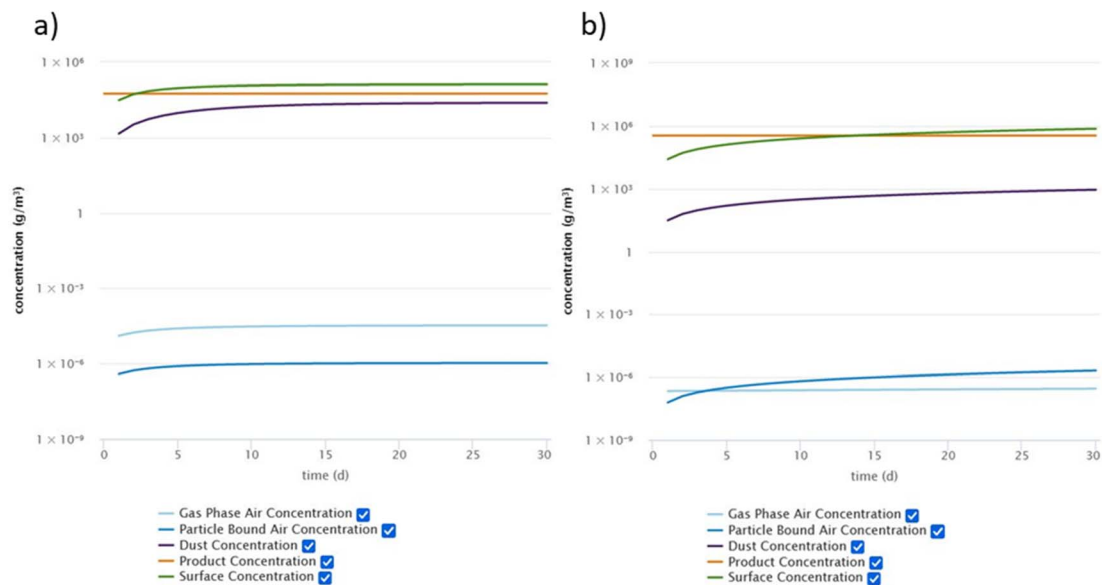 a)
b)
1 × 10⁶
1 × 10³
1
1 × 10⁻³
1 × 10⁻⁶
1 × 10⁻⁹
concentration (g/m³)
0 5 10 15 20 25 30
time (d)
Gas Phase Air Concentration
Particle Bound Air Concentration
Dust Concentration
Product Concentration
Surface Concentration
1 × 10⁹
1 × 10⁶
1 × 10³
1
1 × 10⁻³
1 × 10⁻⁶
1 × 10⁻⁹
concentration (g/m³)
0 5 10 15 20 25 30
time (d)
Gas Phase Air Concentration
Particle Bound Air Concentration
Dust Concentration
Product Concentration
Surface Concentration